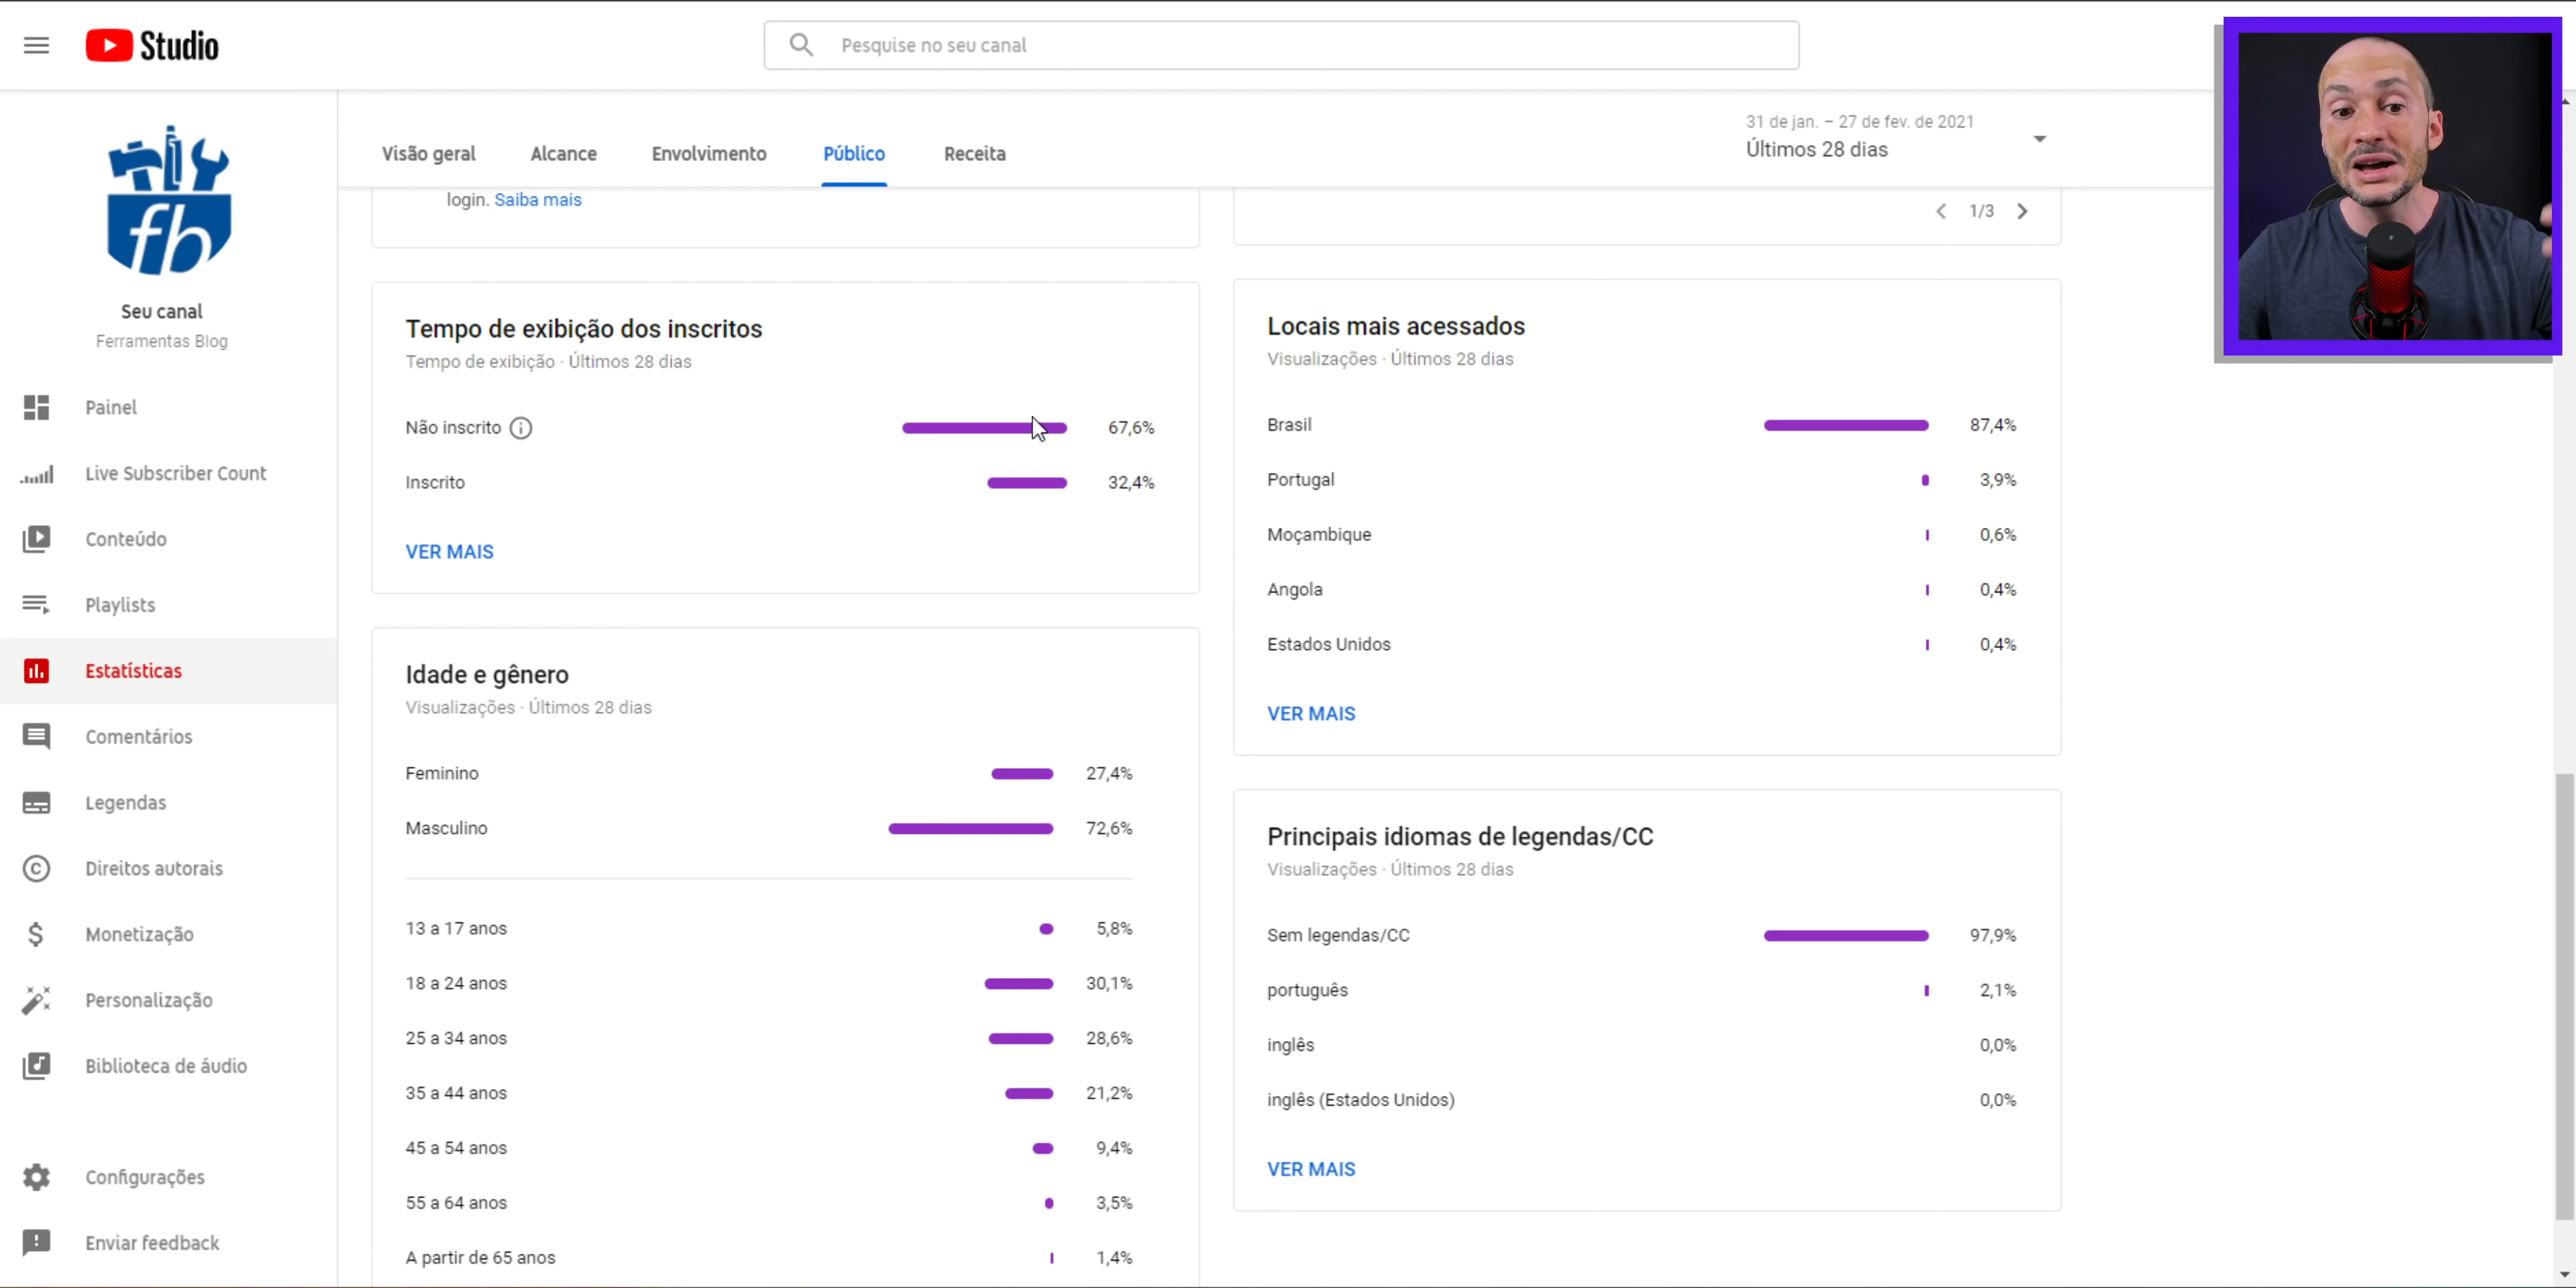 Studio
Pesquise no seu canal
fb
Seu canal
Ferramentas Blog
Painel
Live Subscriber Count
Conteúdo
Playlists
Estatísticas
Comentários
Legendas
Direitos autorais
Monetização
Personalização
Biblioteca de áudio
Configurações
Enviar feedback
Visão geral
Alcance
Envolvimento
Público
Receita
31 de jan. – 27 de fev. de 2021
Últimos 28 dias
login. Saiba mais
1/3
Tempo de exibição dos inscritos
Tempo de exibição · Últimos 28 dias
Não inscrito 67,6%
Inscrito 32,4%
VER MAIS
Idade e gênero
Visualizações · Últimos 28 dias
Feminino 27,4%
Masculino 72,6%
13 a 17 anos 5,8%
18 a 24 anos 30,1%
25 a 34 anos 28,6%
35 a 44 anos 21,2%
45 a 54 anos 9,4%
55 a 64 anos 3,5%
A partir de 65 anos 1,4%
Locais mais acessados
Visualizações · Últimos 28 dias
Brasil 87,4%
Portugal 3,9%
Moçambique 0,6%
Angola 0,4%
Estados Unidos 0,4%
VER MAIS
Principais idiomas de legendas/CC
Visualizações · Últimos 28 dias
Sem legendas/CC 97,9%
português 2,1%
inglês 0,0%
inglês (Estados Unidos) 0,0%
VER MAIS